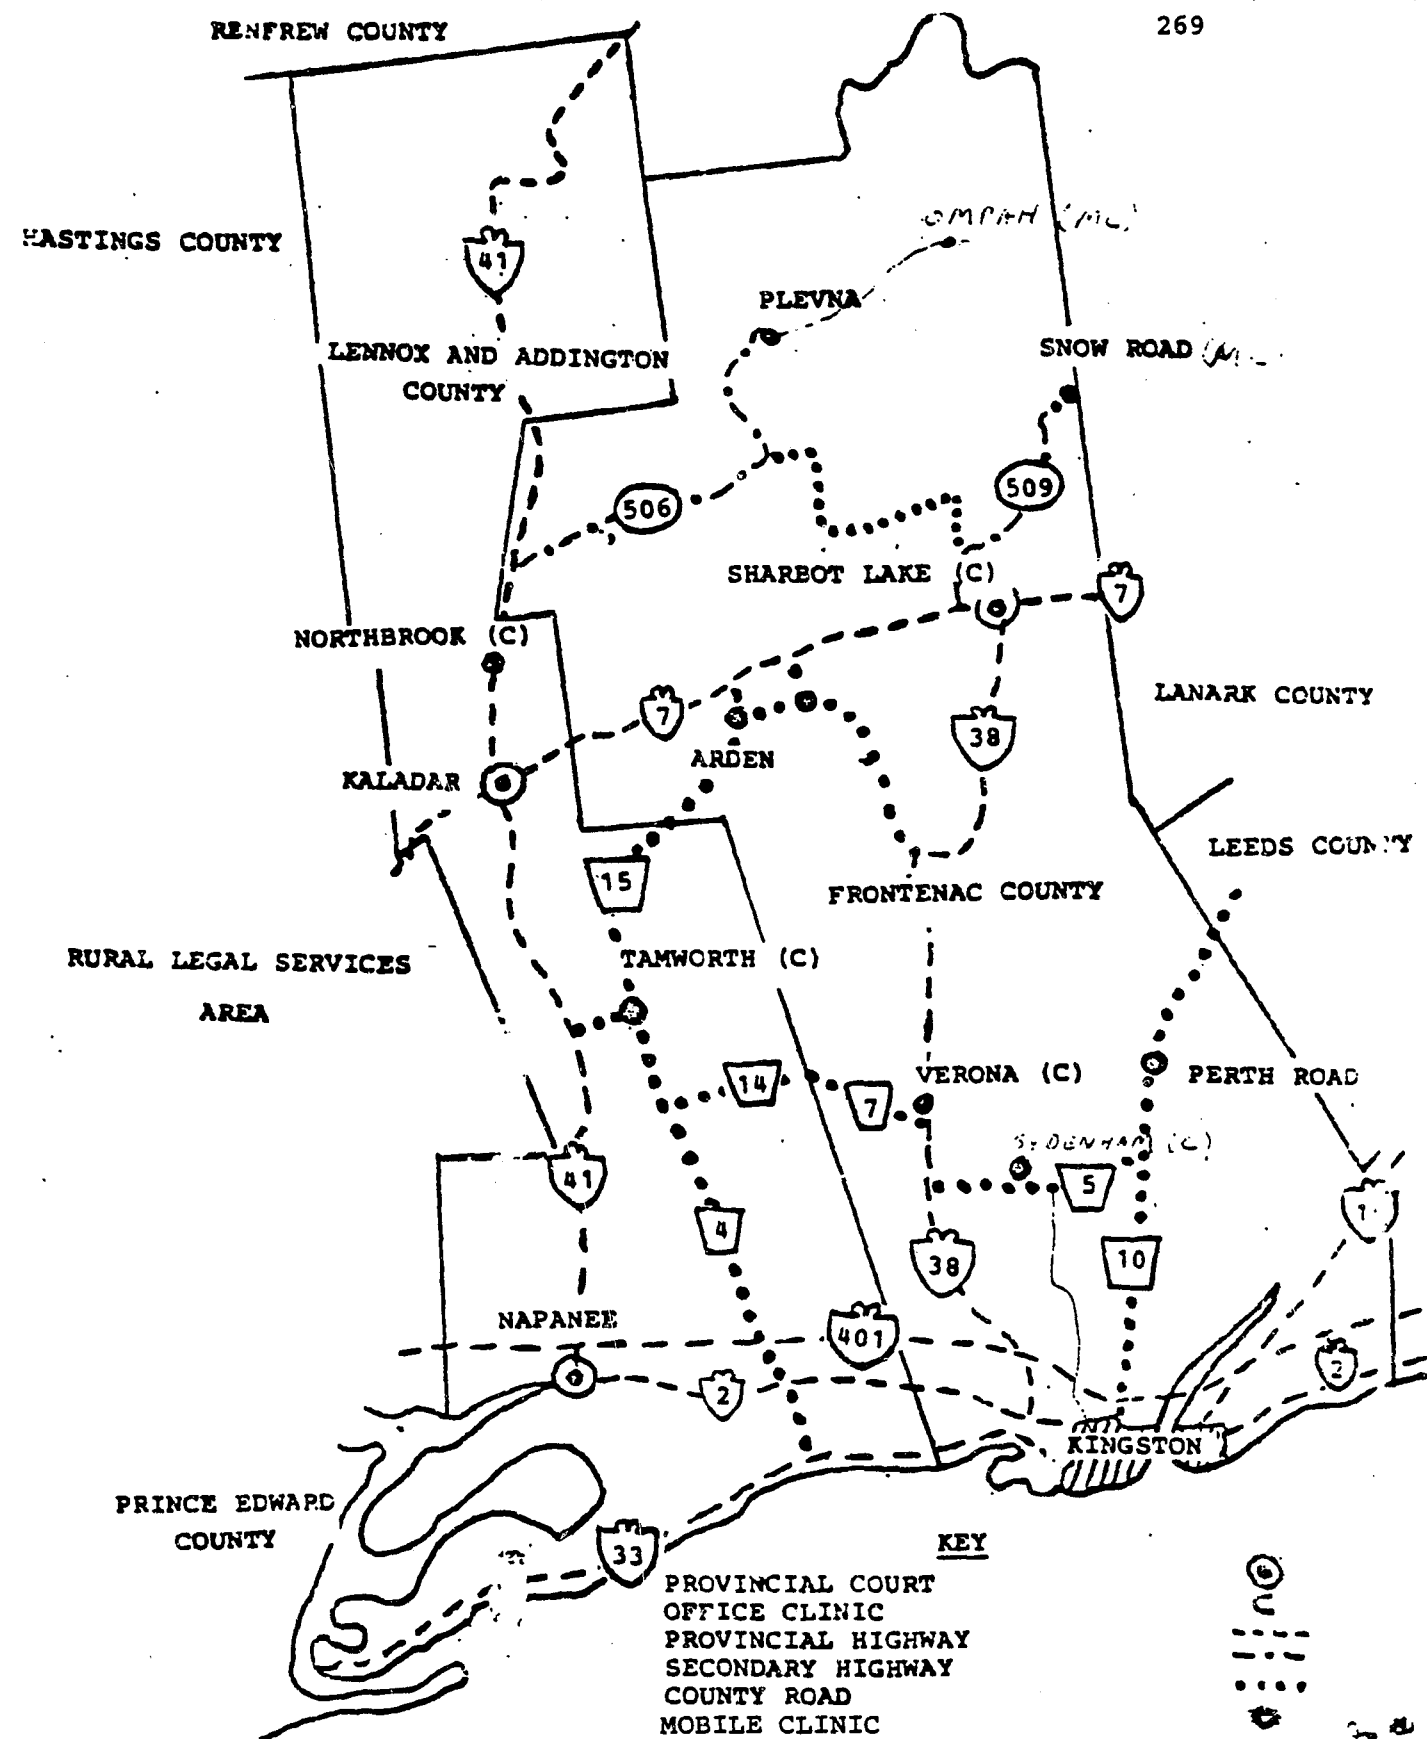 269
RENFREW COUNTY
HASTINGS COUNTY
41
OMPAH (MC)
PLEVNA
SNOW ROAD
LENNOX AND ADDINGTON
COUNTY
506
509
SHARBOT LAKE (C)
7
NORTHBROOK (C)
LANARK COUNTY
7
38
ARDEN
KALADAR
LEEDS COUNTY
15
FRONTENAC COUNTY
RURAL LEGAL SERVICES
AREA
TAMWORTH (C)
14
7
VERONA (C)
PERTH ROAD
SYDENHAM (C)
41
5
4
38
10
NAPANEE
401
2
2
KINGSTON
PRINCE EDWARD
COUNTY
33
KEY
PROVINCIAL COURT
OFFICE CLINIC
PROVINCIAL HIGHWAY
SECONDARY HIGHWAY
COUNTY ROAD
MOBILE CLINIC